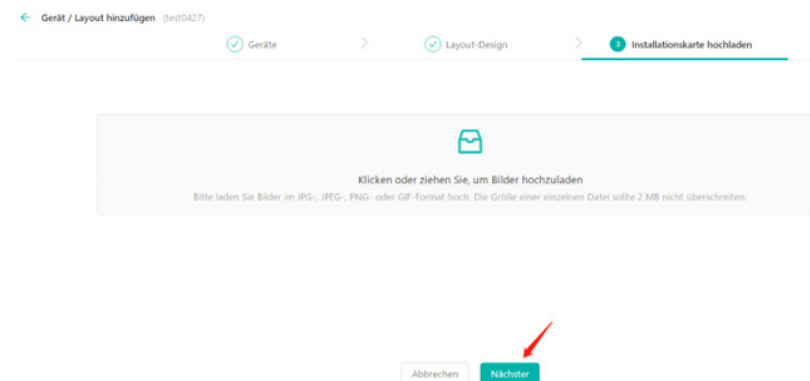 Gerät / Layout hinzufügen (test0427)
Geräte
Layout-Design
3 Installationskarte hochladen
Klicken oder ziehen Sie, um Bilder hochzuladen
Bitte laden Sie Bilder im JPG-, JPEG-, PNG- oder GIF-Format hoch. Die Größe einer einzelnen Datei sollte 2 MB nicht überschreiten.
Abbrechen Nächster